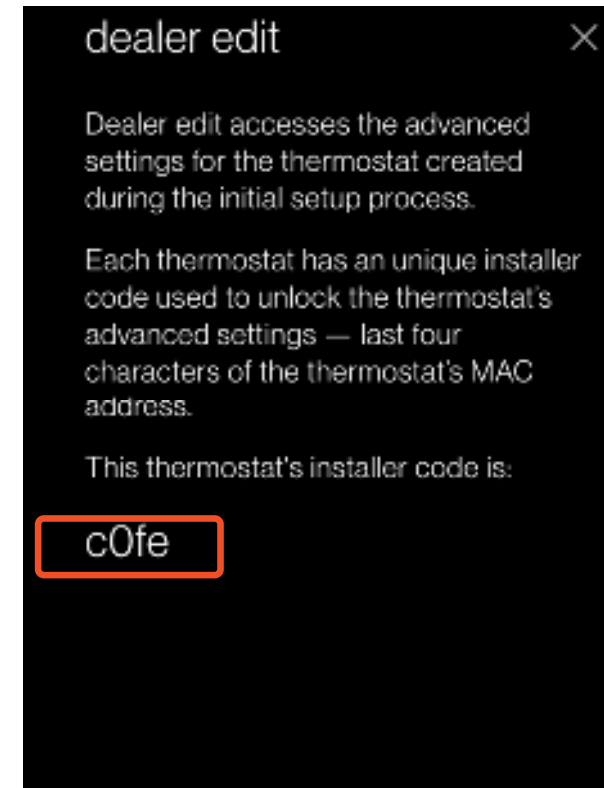 dealer edit
Dealer edit accesses the advanced
settings for the thermostat created
during the initial setup process.
Each thermostat has an unique installer
code used to unlock the thermostat's
advanced settings — last four
characters of the thermostat's MAC
address.
This thermostat's installer code is:
c0fe